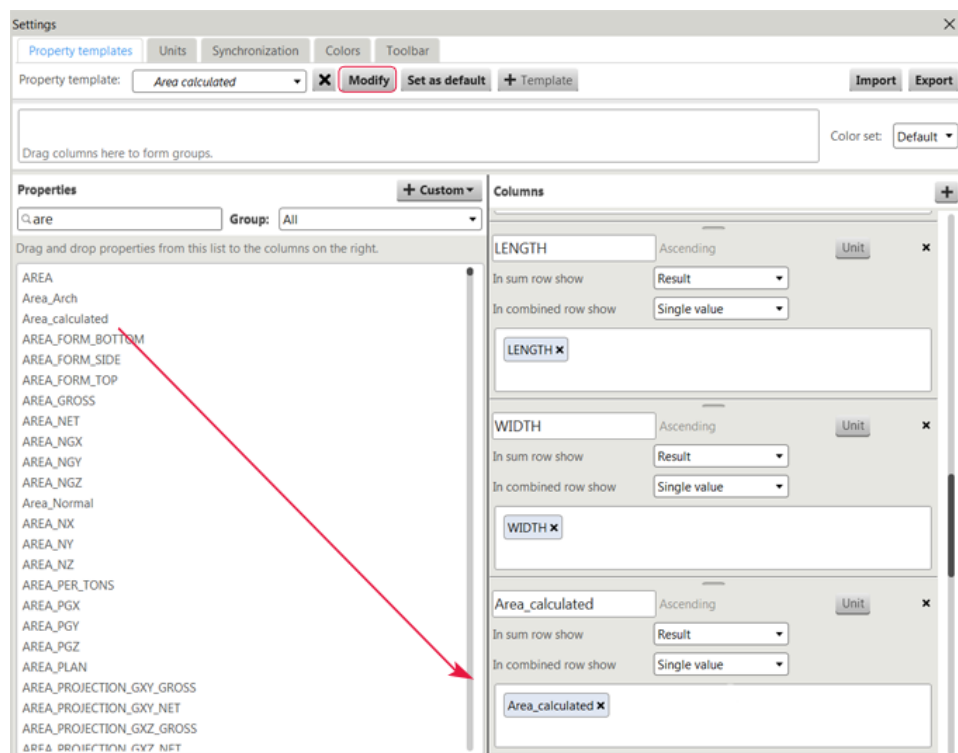 Settings
Property templates Units Synchronization Colors Toolbar
Property template: Area calculated Modify Set as default + Template Import Export
Drag columns here to form groups.
Color set: Default
Properties + Custom
are Group: All
Drag and drop properties from this list to the columns on the right.
AREA
Area_Arch
Area_calculated
AREA_FORM_BOTTOM
AREA_FORM_SIDE
AREA_FORM_TOP
AREA_GROSS
AREA_NET
AREA_NGX
AREA_NGY
AREA_NGZ
Area_Normal
AREA_NX
AREA_NY
AREA_NZ
AREA_PER_TONS
AREA_PGX
AREA_PGY
AREA_PGZ
AREA_PLAN
AREA_PROJECTION_GXY_GROSS
AREA_PROJECTION_GXY_NET
AREA_PROJECTION_GXZ_GROSS
AREA_PROJECTION_GXZ_NET
Columns +
LENGTH Ascending Unit
In sum row show Result
In combined row show Single value
LENGTH
WIDTH Ascending Unit
In sum row show Result
In combined row show Single value
WIDTH
Area_calculated Ascending Unit
In sum row show Result
In combined row show Single value
Area_calculated